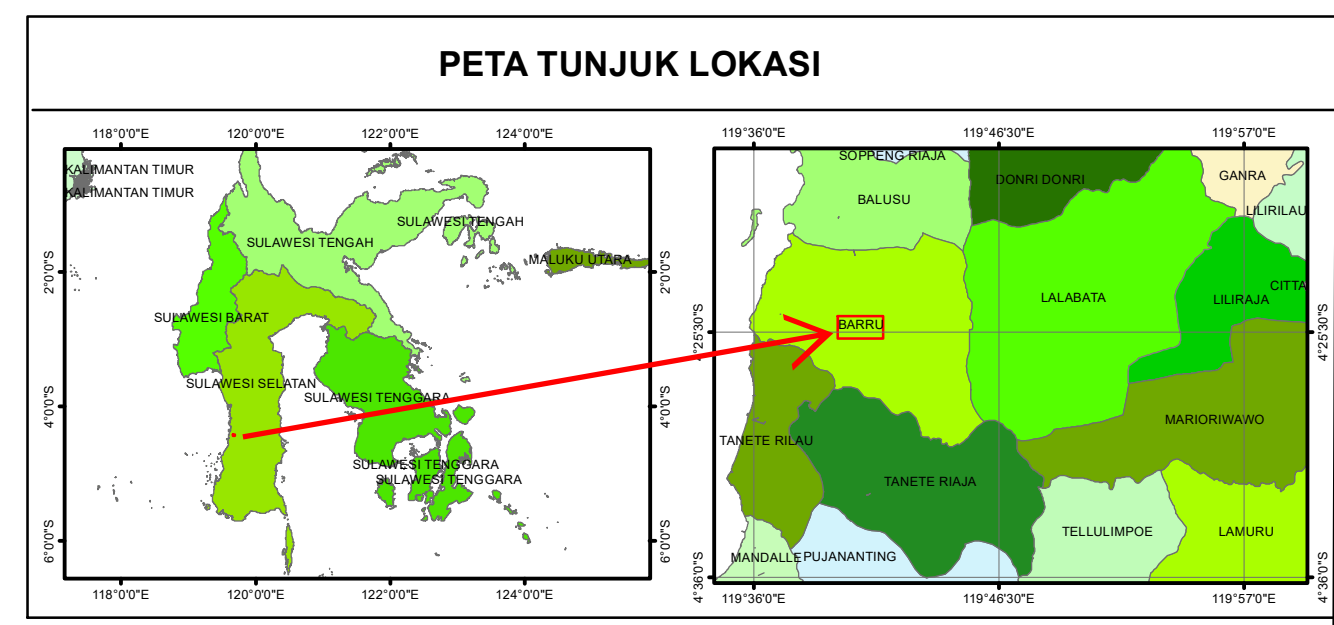 PETA TUNJUK LOKASI
118°0'0"E 120°0'0"E 122°0'0"E 124°0'0"E
KALIMANTAN TIMUR
KALIMANTAN TIMUR
SULAWESI TENGAH
SULAWESI TENGAH
MALUKU UTARA
2°0'0"S
2°0'0"S
SULAWESI BARAT
SULAWESI SELATAN
SULAWESI TENGGARA
4°0'0"S
4°0'0"S
SULAWESI TENGGARA
SULAWESI TENGGARA
6°0'0"S
6°0'0"S
118°0'0"E 120°0'0"E 122°0'0"E 124°0'0"E
119°36'0"E 119°46'30"E 119°57'0"E
SOPPENG RIAJA
DONRI DONRI
GANRA
BALUSU
LILIRILAU
CITTA
LALABATA
LILIRAJA
BARRU
4°25'30"S
4°25'30"S
MARIORIWAWO
TANETE RILAU
TANETE RIAJA
TELLULIMPOE
LAMURU
MANDALLE
PUJANANTING
4°36'0"S
4°36'0"S
119°36'0"E 119°46'30"E 119°57'0"E